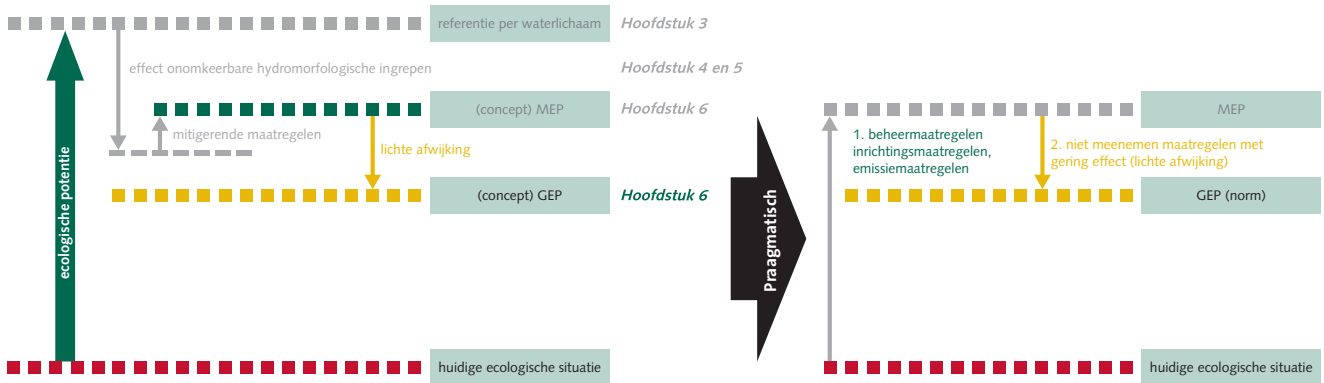 referentie per waterlichaam
Hoofdstuk 3
effect onomkeerbare hydromorfologische ingrepen
Hoofdstuk 4 en 5
(concept) MEP
Hoofdstuk 6
mitigerende maatregelen
lichte afwijking
(concept) GEP
Hoofdstuk 6
ecologische potentie
huidige ecologische situatie
Praagmatisch
MEP
1. beheermaatregelen
inrichtingsmaatregelen,
emissiemaatregelen
2. niet meenemen maatregelen met
gering effect (lichte afwijking)
GEP (norm)
huidige ecologische situatie